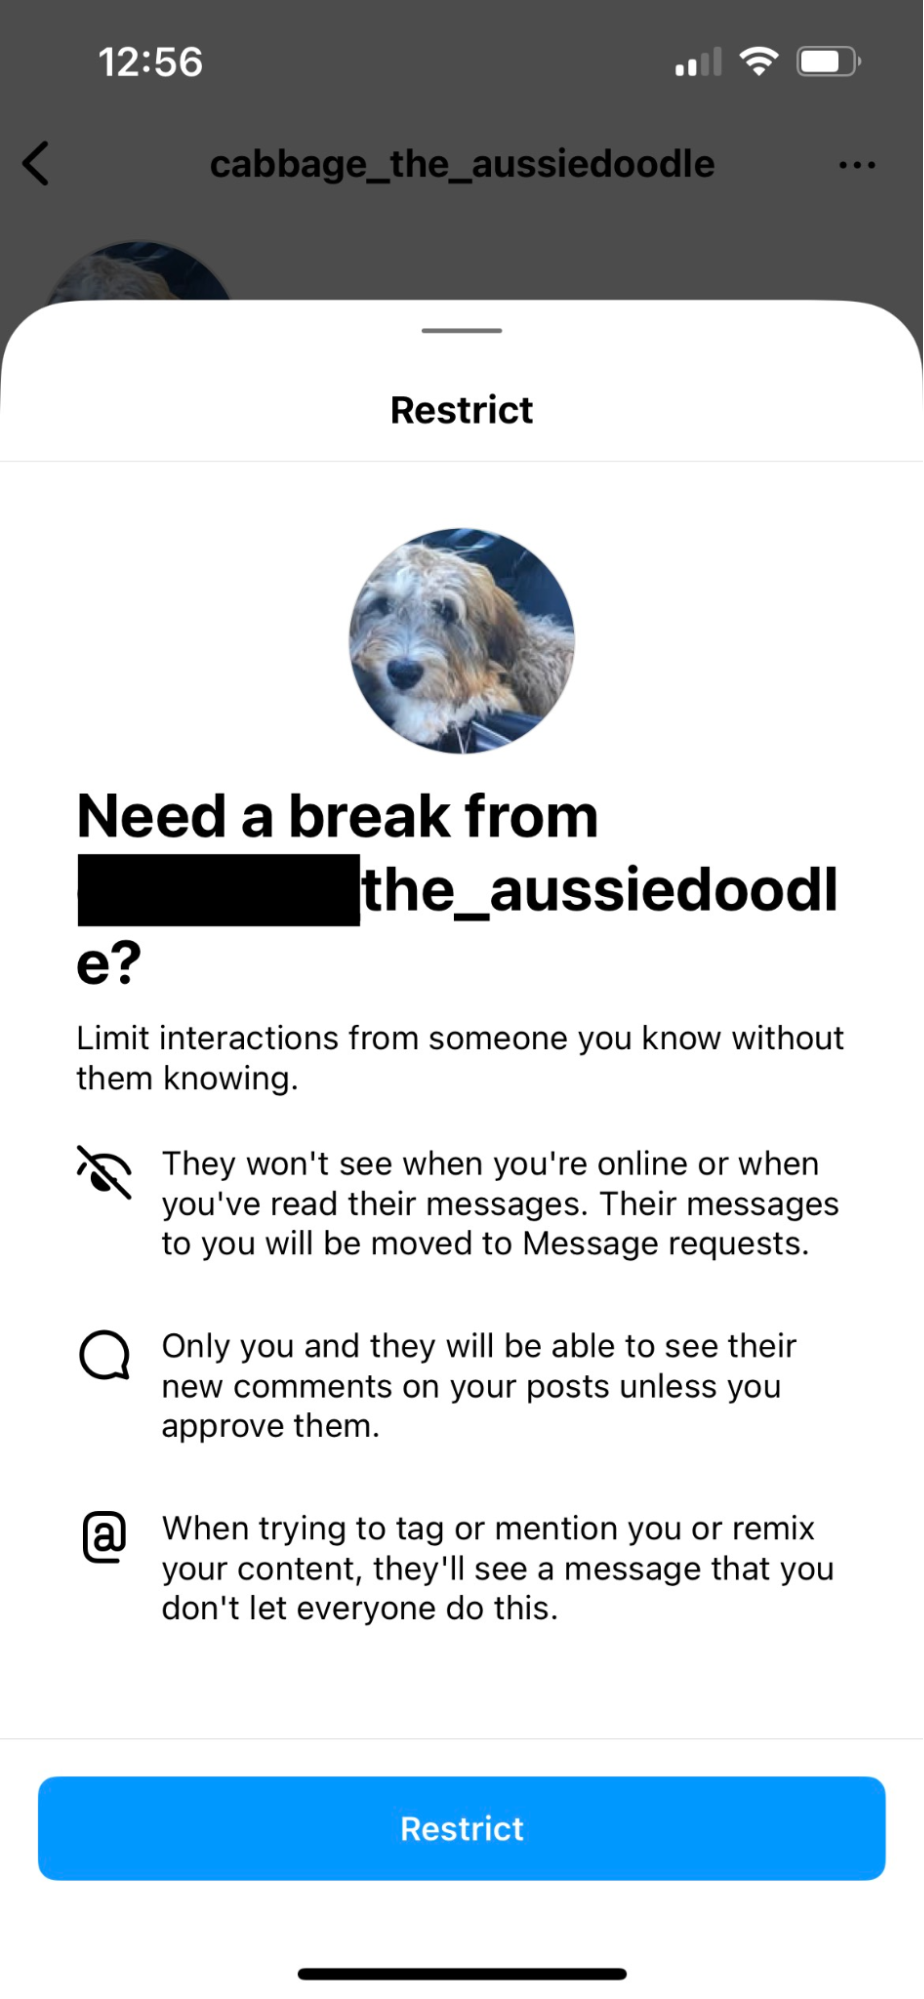 12:56
cabbage_the_aussiedoodle
Restrict
Need a break from
the_aussiedoodl
e?
Limit interactions from someone you know without
them knowing.
They won't see when you're online or when
you've read their messages. Their messages
to you will be moved to Message requests.
Only you and they will be able to see their
new comments on your posts unless you
approve them.
When trying to tag or mention you or remix
your content, they'll see a message that you
don't let everyone do this.
Restrict